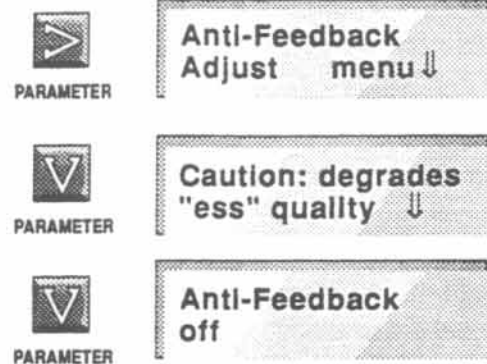 PARAMETER
Anti-Feedback
Adjust menu⇓
PARAMETER
Caution: degrades
"ess" quality ⇓
PARAMETER
Anti-Feedback
off